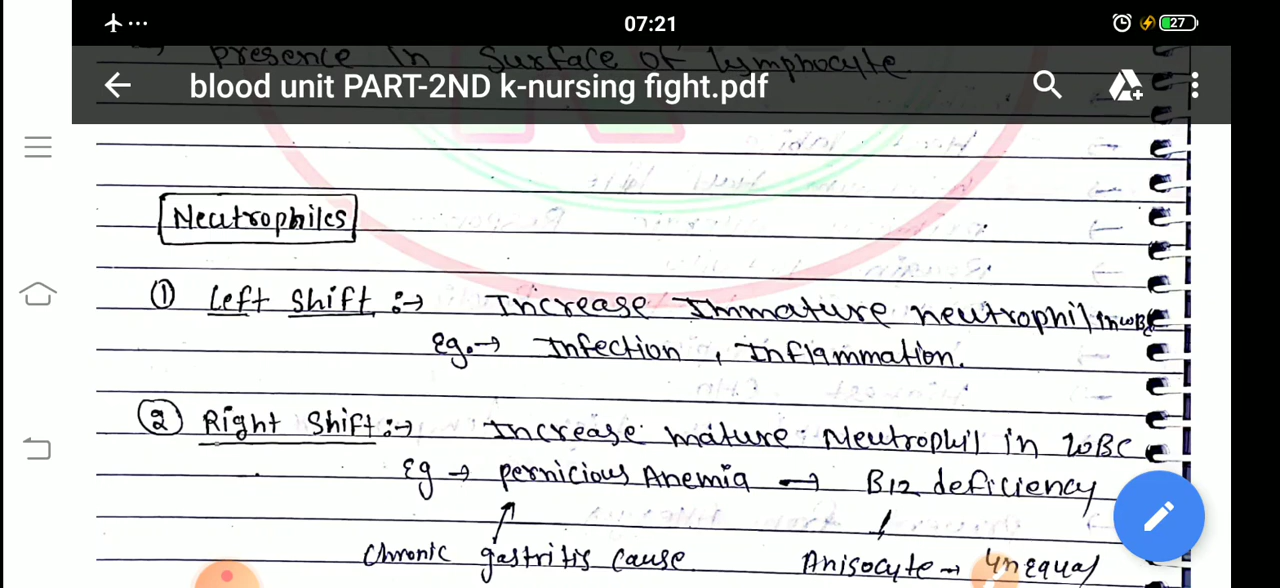 07:21
27
Presence in Surface of lymphocyte.
blood unit PART-2ND k-nursing fight.pdf
Neutrophiles
① Left Shift :→ Increase Immature neutrophil in WBC
Eg.→ Infection, Inflammation.
② Right Shift :→ Increase mature Neutrophil in WBC
Eg → pernicious Anemia → B12 deficiency
Chronic gastritis cause
Anisocyte → Unequal